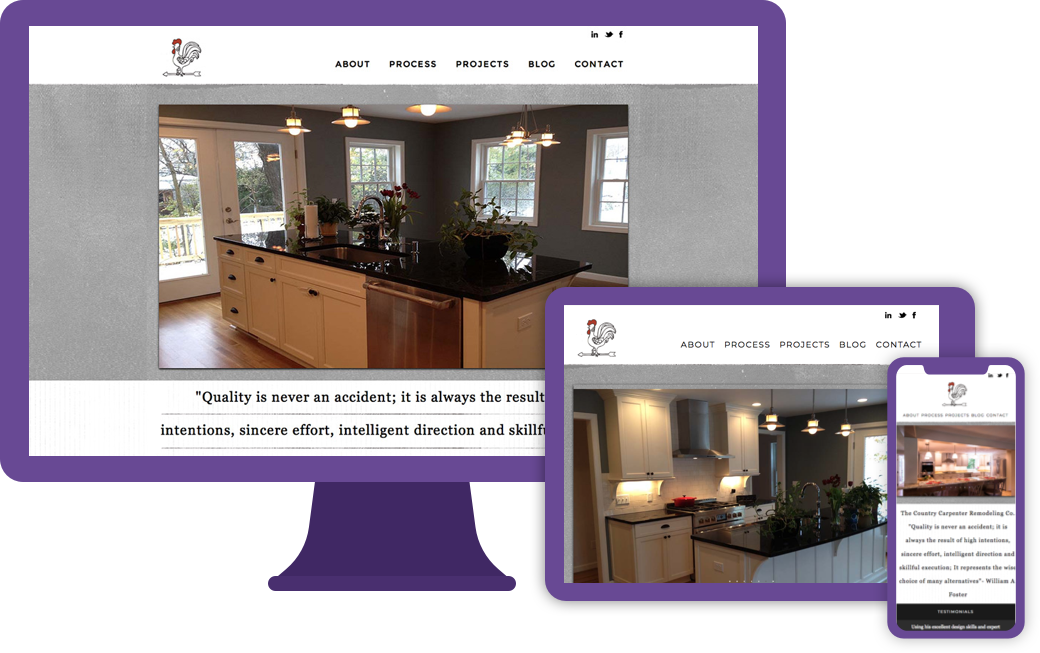 in
f
ABOUT PROCESS PROJECTS BLOG CONTACT
"Quality is never an accident; it is always the result
intentions, sincere effort, intelligent direction and skillfu
in
f
ABOUT PROCESS PROJECTS BLOG CONTACT
in
f
ABOUT PROCESS PROJECTS BLOG CONTACT
The Country Carpenter Remodeling Co.
"Quality is never an accident; it is
always the result of high intentions,
sincere effort, intelligent direction and
skillful execution; It represents the wise
choice of many alternatives"- William A
Foster
TESTIMONIALS
Using his excellent design skills and expert